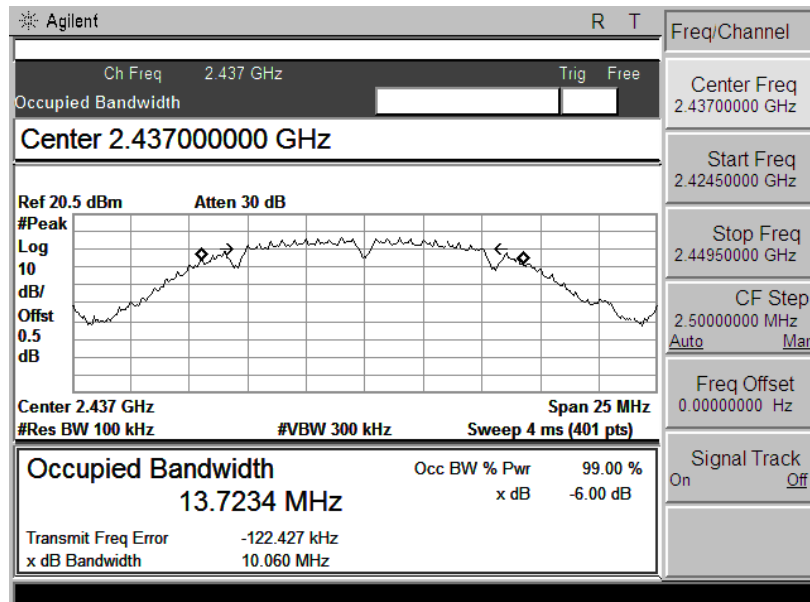 Agilent R T
Ch Freq 2.437 GHz Trig Free
Occupied Bandwidth
Center 2.437000000 GHz
Ref 20.5 dBm Atten 30 dB
#Peak
Log
10
dB/
Offst
0.5
dB
Center 2.437 GHz Span 25 MHz
#Res BW 100 kHz #VBW 300 kHz Sweep 4 ms (401 pts)
Occupied Bandwidth Occ BW % Pwr 99.00 %
13.7234 MHz x dB -6.00 dB
Transmit Freq Error -122.427 kHz
x dB Bandwidth 10.060 MHz
Freq/Channel
Center Freq
2.43700000 GHz
Start Freq
2.42450000 GHz
Stop Freq
2.44950000 GHz
CF Step
2.50000000 MHz
Auto Man
Freq Offset
0.00000000 Hz
Signal Track
On Off